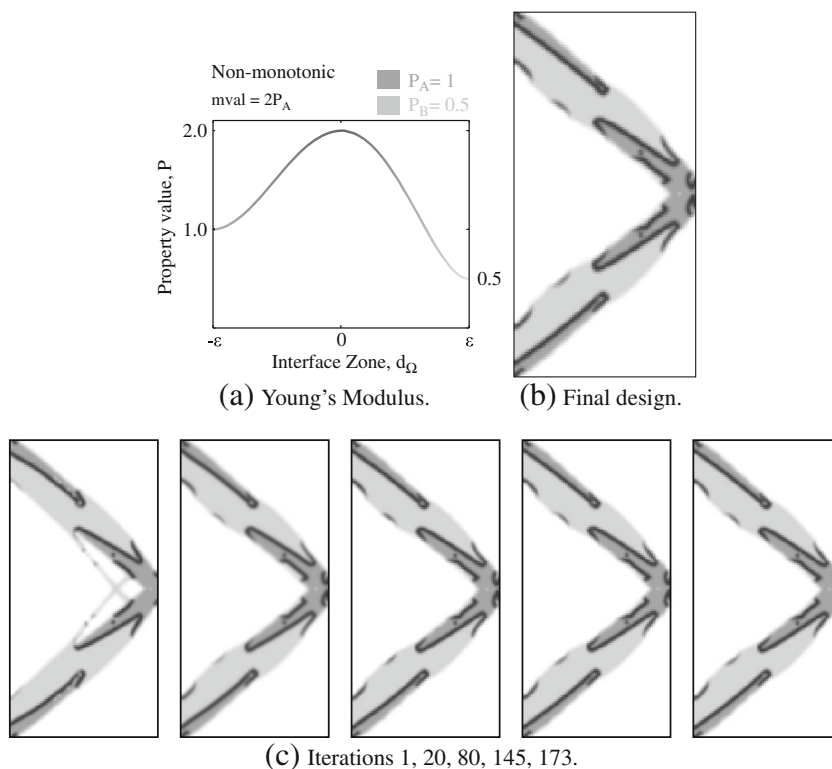 Non-monotonic
mval = 2P_A
P_A= 1
P_B= 0.5
2.0
1.0
0.5
Property value, P
-ε 0 ε
Interface Zone, d_Ω
(a) Young's Modulus.
(b) Final design.
(c) Iterations 1, 20, 80, 145, 173.